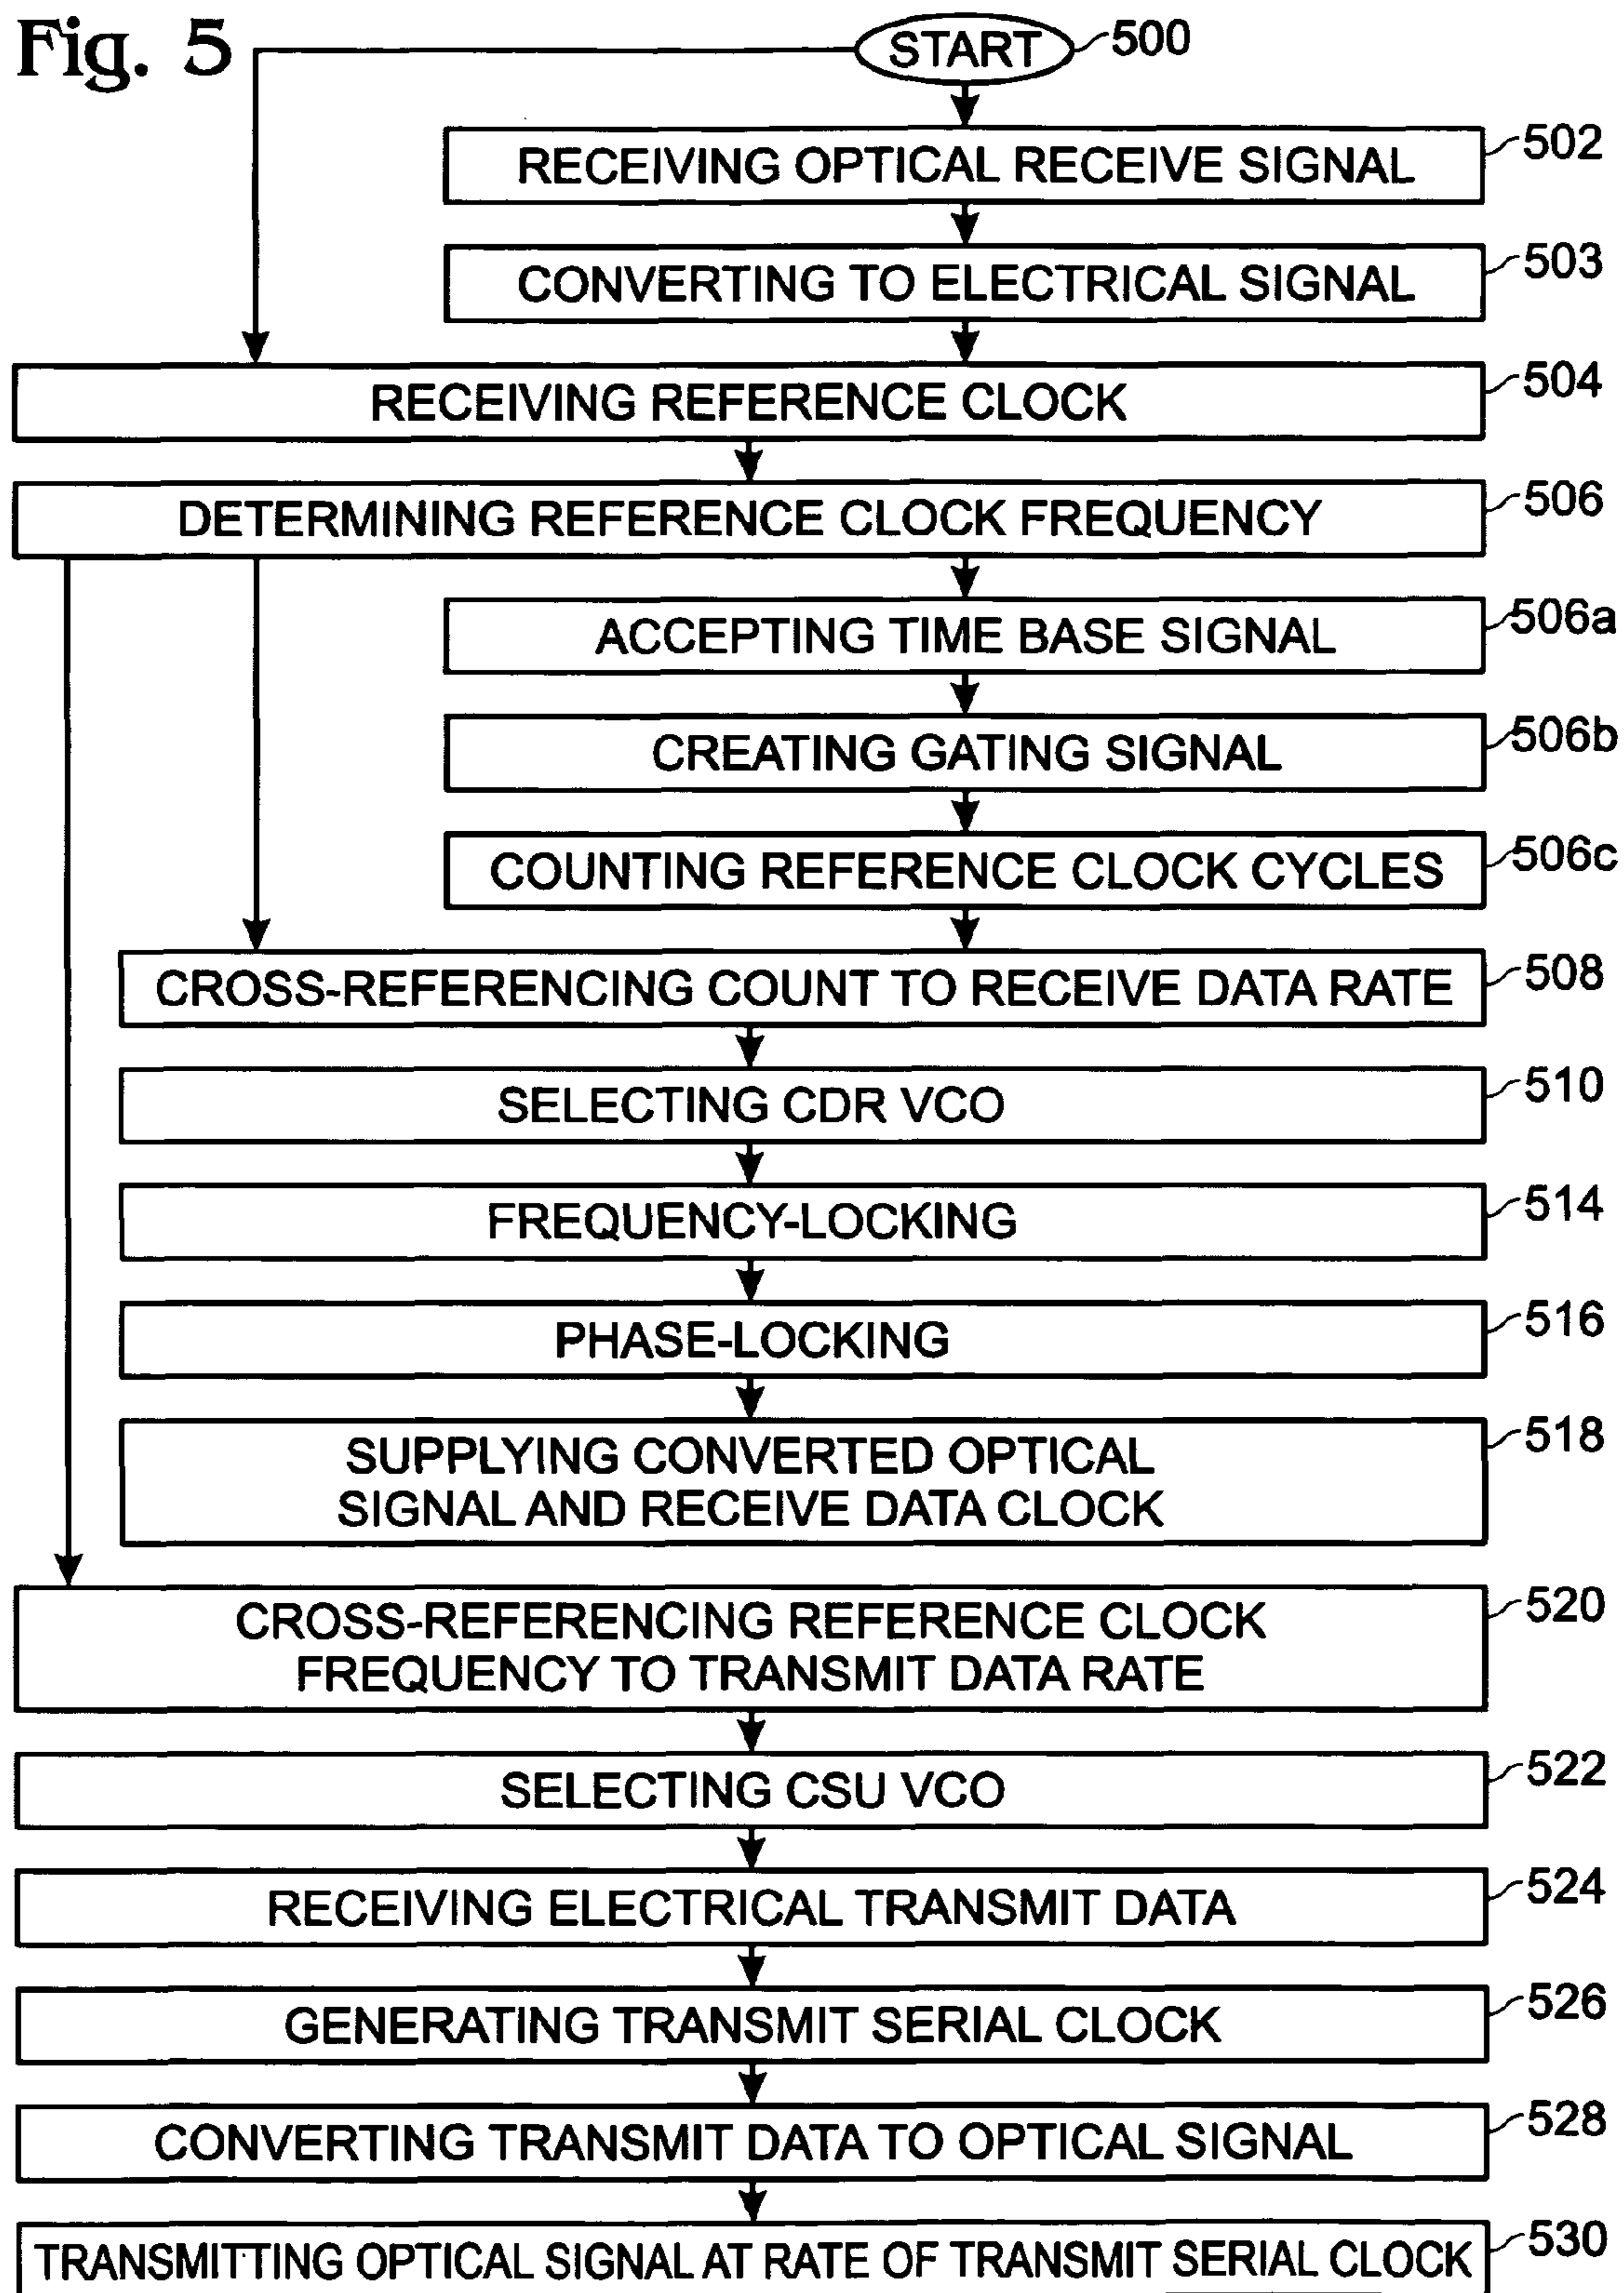 Fig. 5
START 500
RECEIVING OPTICAL RECEIVE SIGNAL 502
CONVERTING TO ELECTRICAL SIGNAL 503
RECEIVING REFERENCE CLOCK 504
DETERMINING REFERENCE CLOCK FREQUENCY 506
ACCEPTING TIME BASE SIGNAL 506a
CREATING GATING SIGNAL 506b
COUNTING REFERENCE CLOCK CYCLES 506c
CROSS-REFERENCING COUNT TO RECEIVE DATA RATE 508
SELECTING CDR VCO 510
FREQUENCY-LOCKING 514
PHASE-LOCKING 516
SUPPLYING CONVERTED OPTICAL 518
SIGNAL AND RECEIVE DATA CLOCK
CROSS-REFERENCING REFERENCE CLOCK 520
FREQUENCY TO TRANSMIT DATA RATE
SELECTING CSU VCO 522
RECEIVING ELECTRICAL TRANSMIT DATA 524
GENERATING TRANSMIT SERIAL CLOCK 526
CONVERTING TRANSMIT DATA TO OPTICAL SIGNAL 528
TRANSMITTING OPTICAL SIGNAL AT RATE OF TRANSMIT SERIAL CLOCK 530